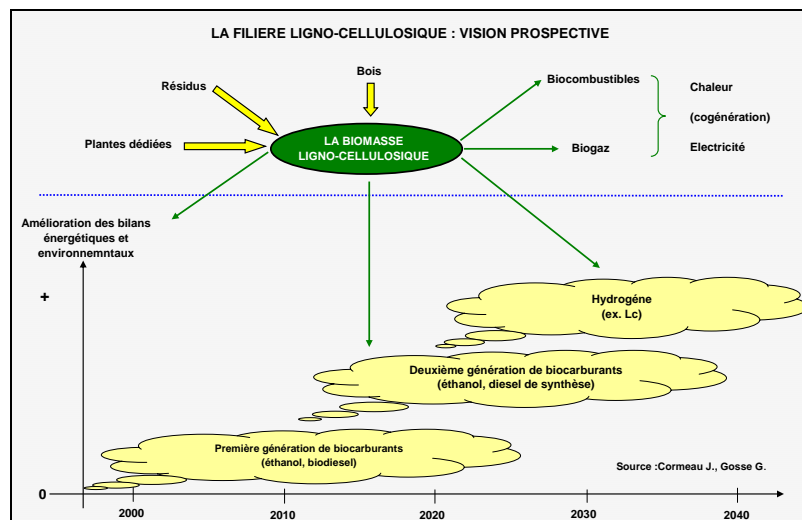 LA FILIERE LIGNO-CELLULOSIQUE : VISION PROSPECTIVE
Bois
Résidus
Plantes dédiées
LA BIOMASSE
LIGNO-CELLULOSIQUE
Biocombustibles
Biogaz
Chaleur
(cogénération)
Electricité
Amélioration des bilans
énergétiques et
environnemntaux
+
Hydrogéne
(ex. Lc)
Deuxième génération de biocarburants
(éthanol, diesel de synthèse)
Première génération de biocarburants
(éthanol, biodiesel)
Source :Cormeau J., Gosse G.
0
2000
2010
2020
2030
2040